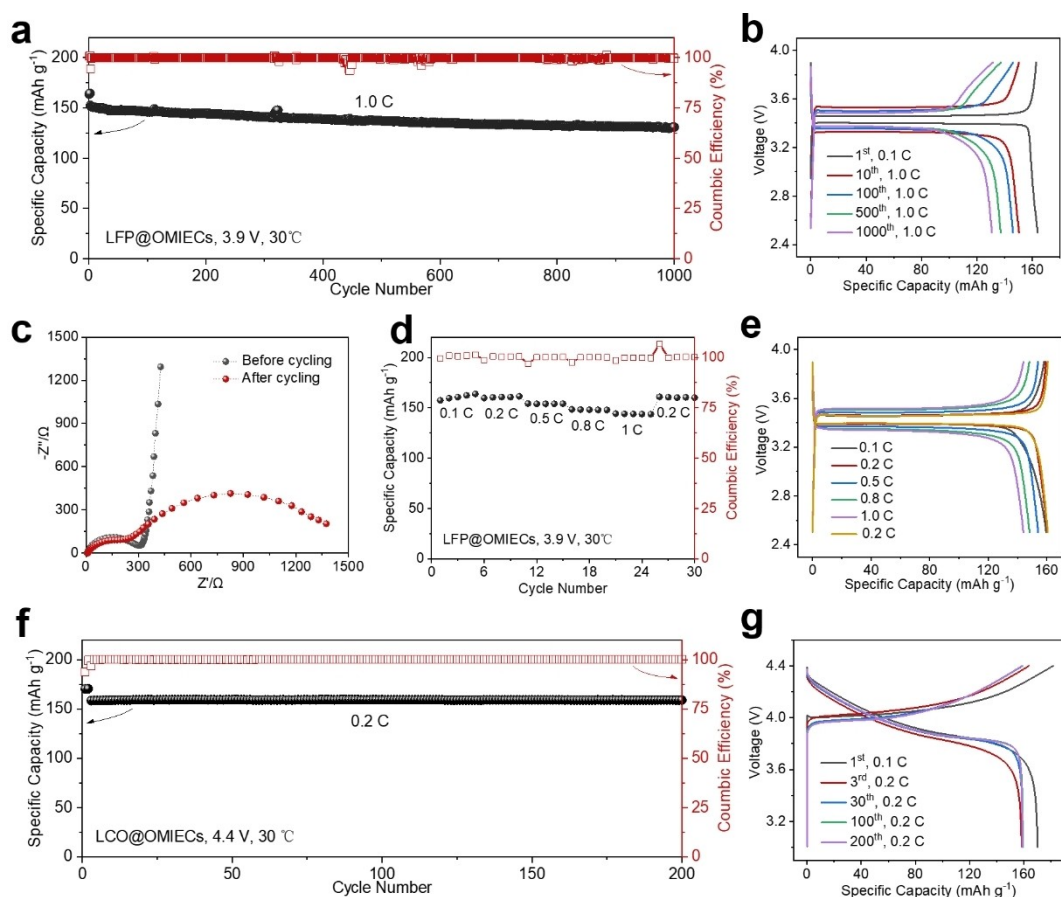 a
Specific Capacity (mAh g-1)
200
150
100
50
0
1.0 C
LFP@OMIECs, 3.9 V, 30℃
0
200
400
600
800
1000
Cycle Number
100
75
50
25
0
Coumbic Efficiency (%)
b
Voltage (V)
3.9
3.6
3.3
3.0
2.4
1st, 0.1 C
10th, 1.0 C
100th, 1.0 C
500th, 1.0 C
1000th, 1.0 C
0
40
80
120
160
Specific Capacity (mAh g-1)
c
-Z''/Ω
1500
1200
900
600
300
0
Before cycling
After cycling
0
300
600
900
1200
1500
Z'/Ω
d
Specific Capacity (mAh g-1)
200
150
100
50
0
0.1 C
0.2 C
0.5 C
0.8 C
1 C
0.2 C
LFP@OMIECs, 3.9 V, 30℃
0
6
12
18
24
30
Cycle Number
100
75
50
25
0
Coumbic Efficiency (%)
e
Voltage (V)
3.9
3.6
3.3
3.0
2.4
0.1 C
0.2 C
0.5 C
0.8 C
1.0 C
0.2 C
0
40
80
120
160
Specific Capacity (mAh g-1)
f
Specific Capacity (mAh g-1)
200
150
100
50
0
0.2 C
LCO@OMIECs, 4.4 V, 30 ℃
0
50
100
150
200
Cycle Number
100
75
50
25
0
Coumbic Efficiency (%)
g
Voltage (V)
4.4
4.0
3.6
3.2
1st, 0.1 C
3rd, 0.2 C
30th, 0.2 C
100th, 0.2 C
200th, 0.2 C
0
40
80
120
160
Specific Capacity (mAh g-1)